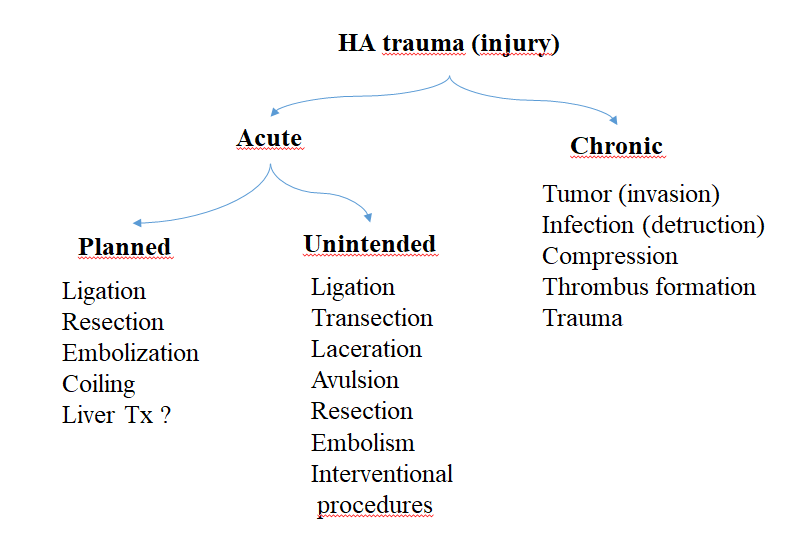 HA trauma (injury)
Acute
Chronic
Planned
Ligation
Resection
Embolization
Coiling
Liver Tx ?
Unintended
Ligation
Transection
Laceration
Avulsion
Resection
Embolism
Interventional
procedures
Tumor (invasion)
Infection (detruction)
Compression
Thrombus formation
Trauma